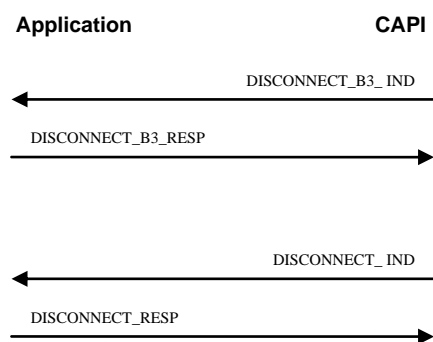 Application CAPI
DISCONNECT_B3_ IND
DISCONNECT_B3_RESP
DISCONNECT_ IND
DISCONNECT_RESP